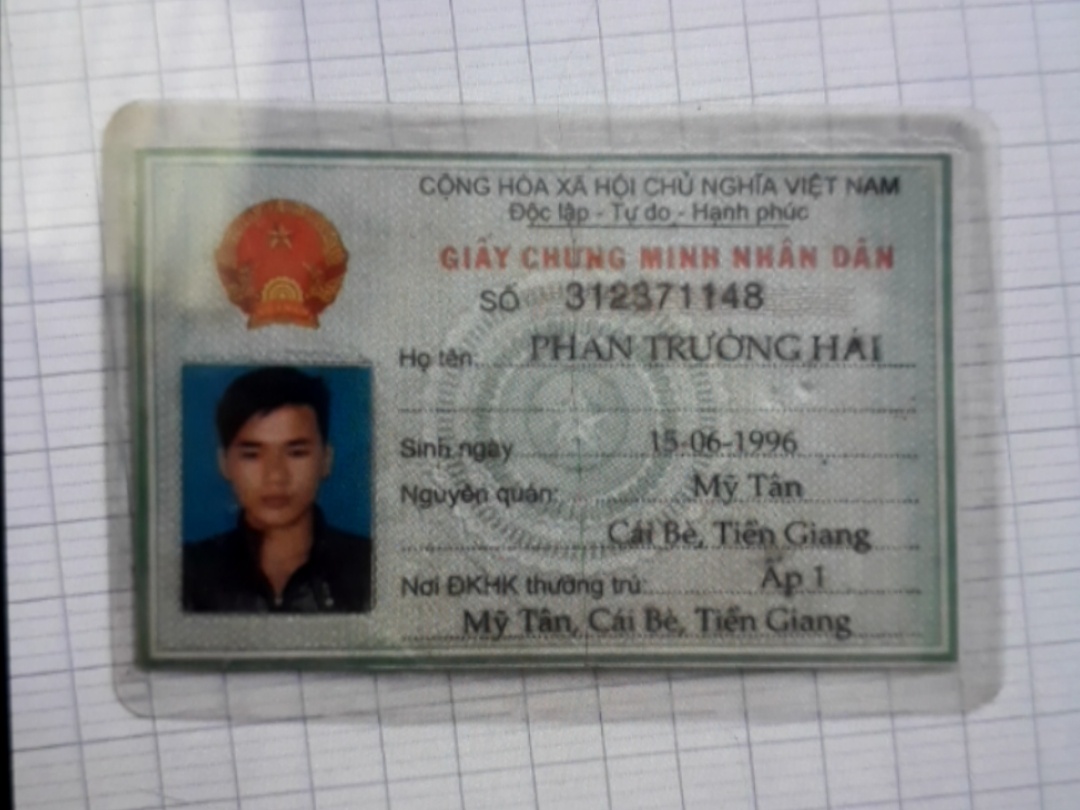 CỘNG HÒA XÃ HỘI CHỦ NGHĨA VIỆT NAM
Độc lập - Tự do - Hạnh phúc
GIẤY CHỨNG MINH NHÂN DÂN
SỐ 312371148
Họ tên: PHAN TRƯỜNG HẢI
Sinh ngày 15-06-1996
Nguyên quán: Mỹ Tân
Cái Bè, Tiền Giang
Nơi ĐKHK thường trú: Ấp 1
Mỹ Tân, Cái Bè, Tiền Giang